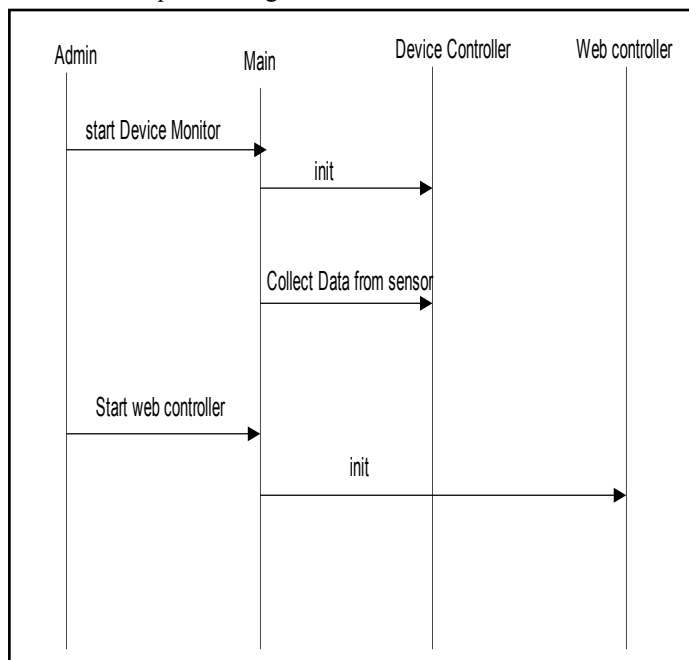 Admin
Main
Device Controller
Web controller
start Device Monitor
init
Collect Data from sensor
Start web controller
init